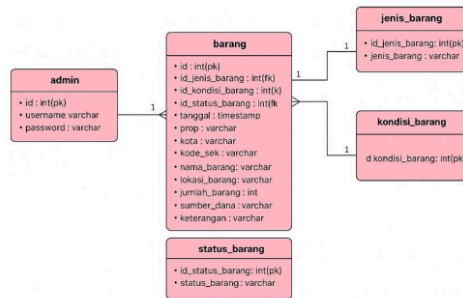 admin
• id : int(pk)
• username varchar
• password : varchar
1
barang
• id : int(pk)
• id_jenis_barang : int(fk)
• id_kondisi_barang : int(k)
• id_status_barang : int(fk
• tanggal : timestamp
• prop : varchar
• kota : varchar
• kode_sek : varchar
• nama_barang: varchar
• lokasi_barang: varchar
• jumlah_barang : int
• sumber_dana : varchar
• keterangan : varchar
1
1
1
jenis_barang
• id_jenis_barang: int(pk)
• jenis_barang : varchar
kondisi_barang
d kondisi_barang: int(pk
status_barang
• id_status_barang: int(pk)
• status_barang : varchar